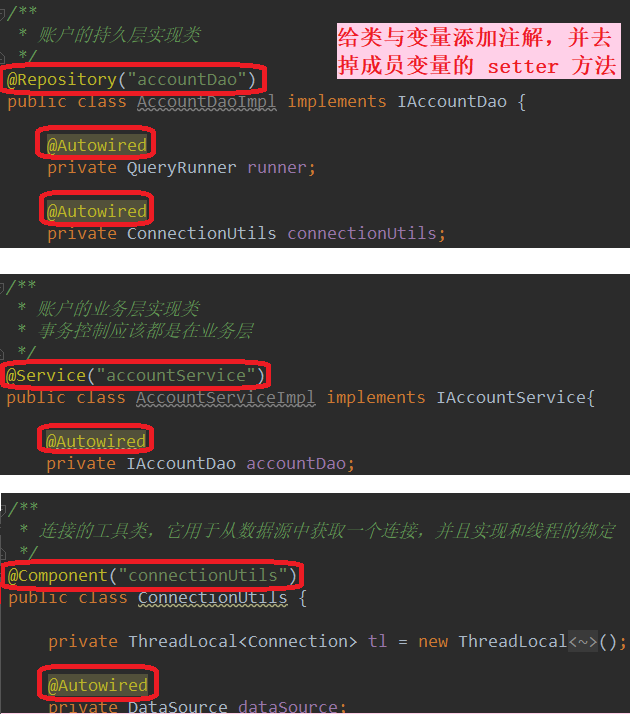 /**
* 账户的持久层实现类
*/
给类与变量添加注解，并去
掉成员变量的 setter 方法
@Repository("accountDao")
public class AccountDaoImpl implements IAccountDao {
@Autowired
private QueryRunner runner;
@Autowired
private ConnectionUtils connectionUtils;
/**
* 账户的业务层实现类
* 事务控制应该都是在业务层
*/
@Service("accountService")
public class AccountServiceImpl implements IAccountService{
@Autowired
private IAccountDao accountDao;
/**
* 连接的工具类，它用于从数据源中获取一个连接，并且实现和线程的绑定
*/
@Component("connectionUtils")
public class ConnectionUtils {
private ThreadLocal<Connection> tl = new ThreadLocal<~>();
@Autowired
private DataSource dataSource;